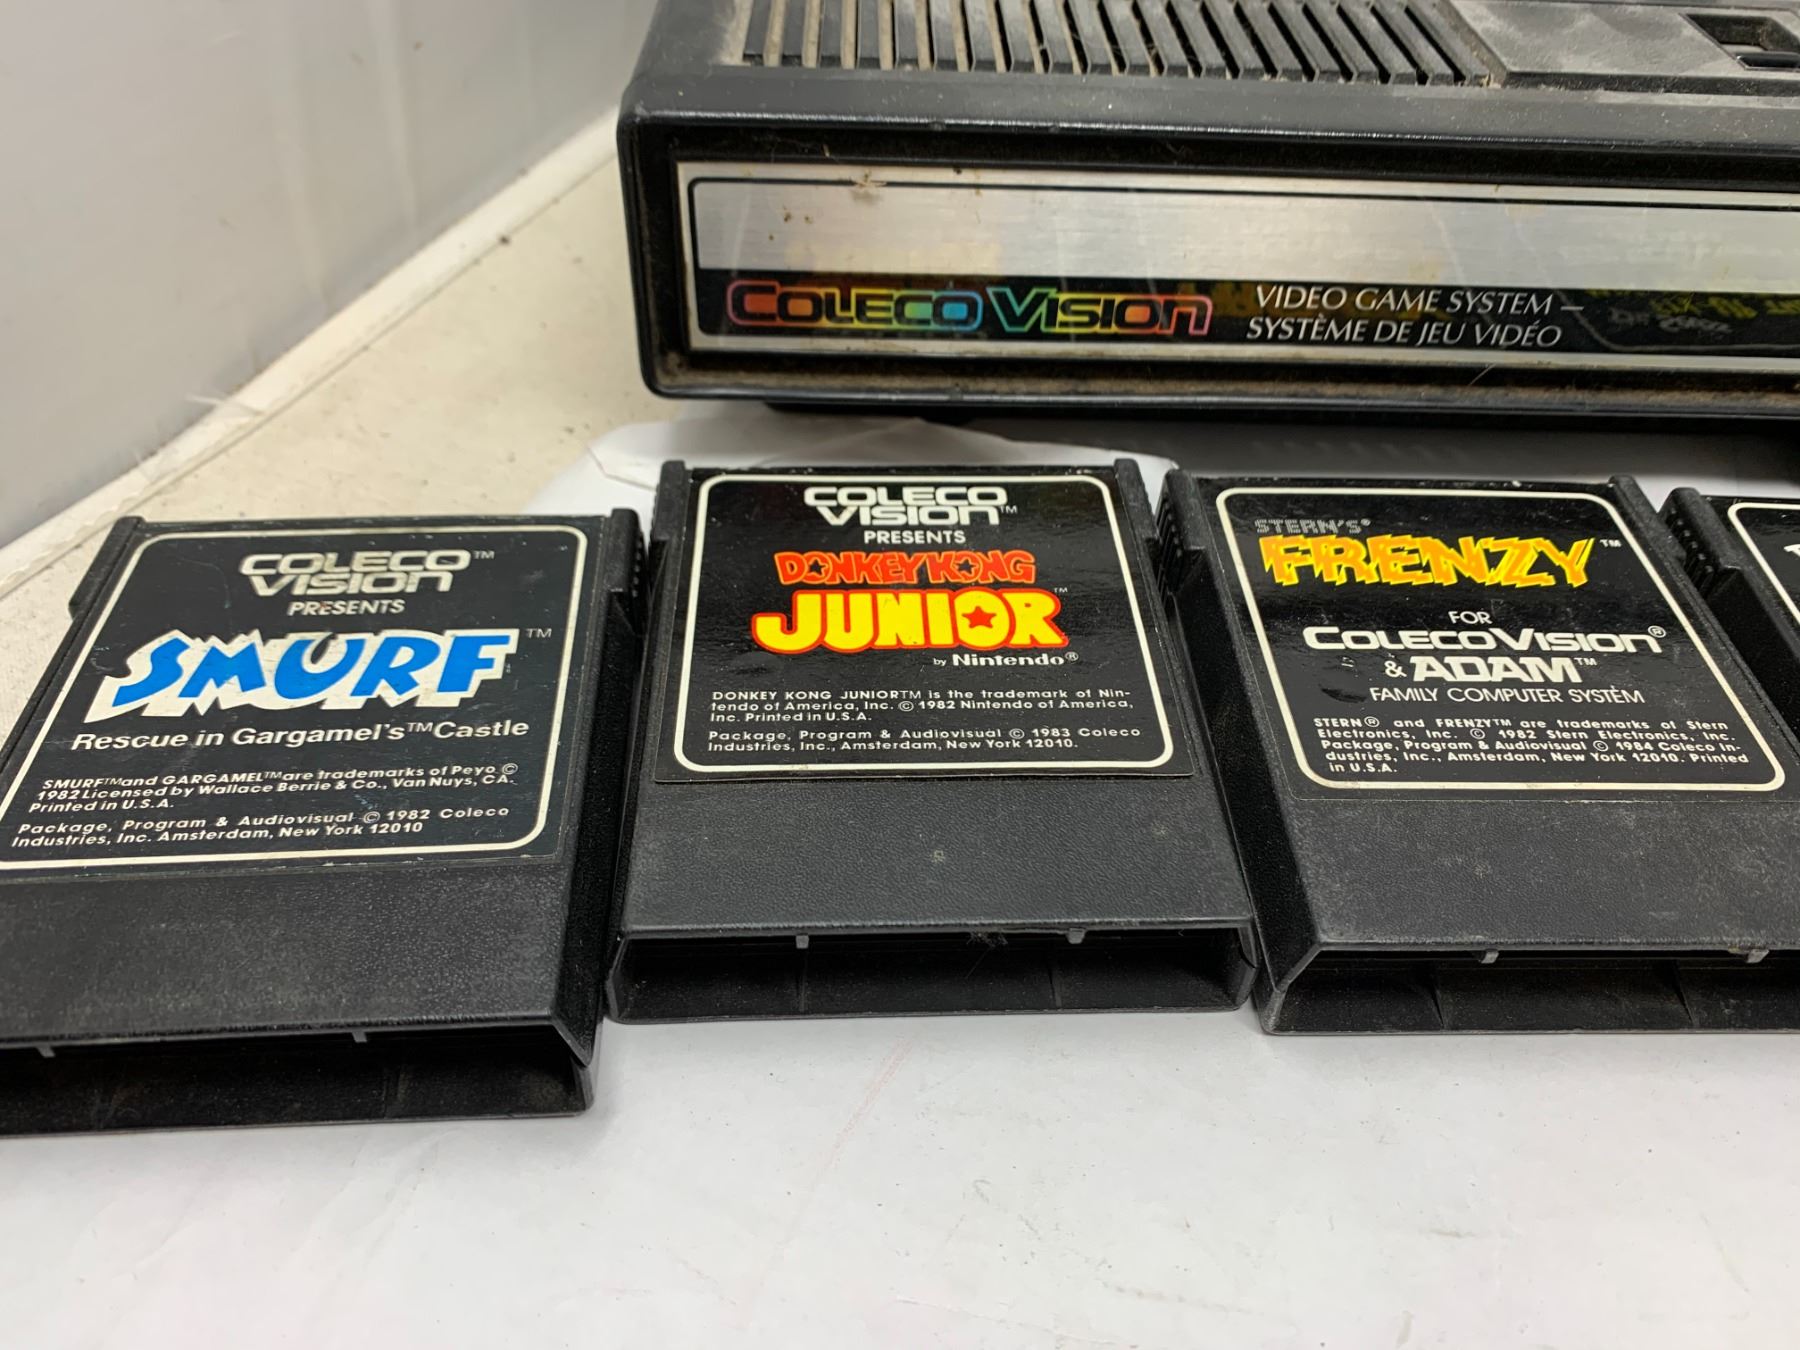 COLECOVISION
VIDEO GAME SYSTEM –
SYSTÈME DE JEU VIDÉO
COLECO™
VISION
PRESENTS
SMURF™
Rescue in Gargamel's™ Castle
SMURF™ and GARGAMEL™ are trademarks of Peyo ©
1982 Licensed by Wallace Berrie & Co., Van Nuys, CA.
Printed in U.S.A.
Package, Program & Audiovisual © 1982 Coleco
Industries, Inc. Amsterdam, New York 12010
COLECO
VISION™
PRESENTS
DONKEY KONG
JUNIOR™
by Nintendo®
DONKEY KONG JUNIOR™ is the trademark of Nin-
tendo of America, Inc. © 1982 Nintendo of America,
Inc. Printed in U.S.A.
Package, Program & Audiovisual © 1983 Coleco
Industries, Inc., Amsterdam, New York 12010.
STERN'S®
FRENZY™
FOR
COLECOVISION®
& ADAM™
FAMILY COMPUTER SYSTEM
STERN® and FRENZY™ are trademarks of Stern
Electronics, Inc. © 1982 Stern Electronics, Inc.
Package, Program & Audiovisual © 1984 Coleco In-
dustries, Inc., Amsterdam, New York 12010. Printed
in U.S.A.